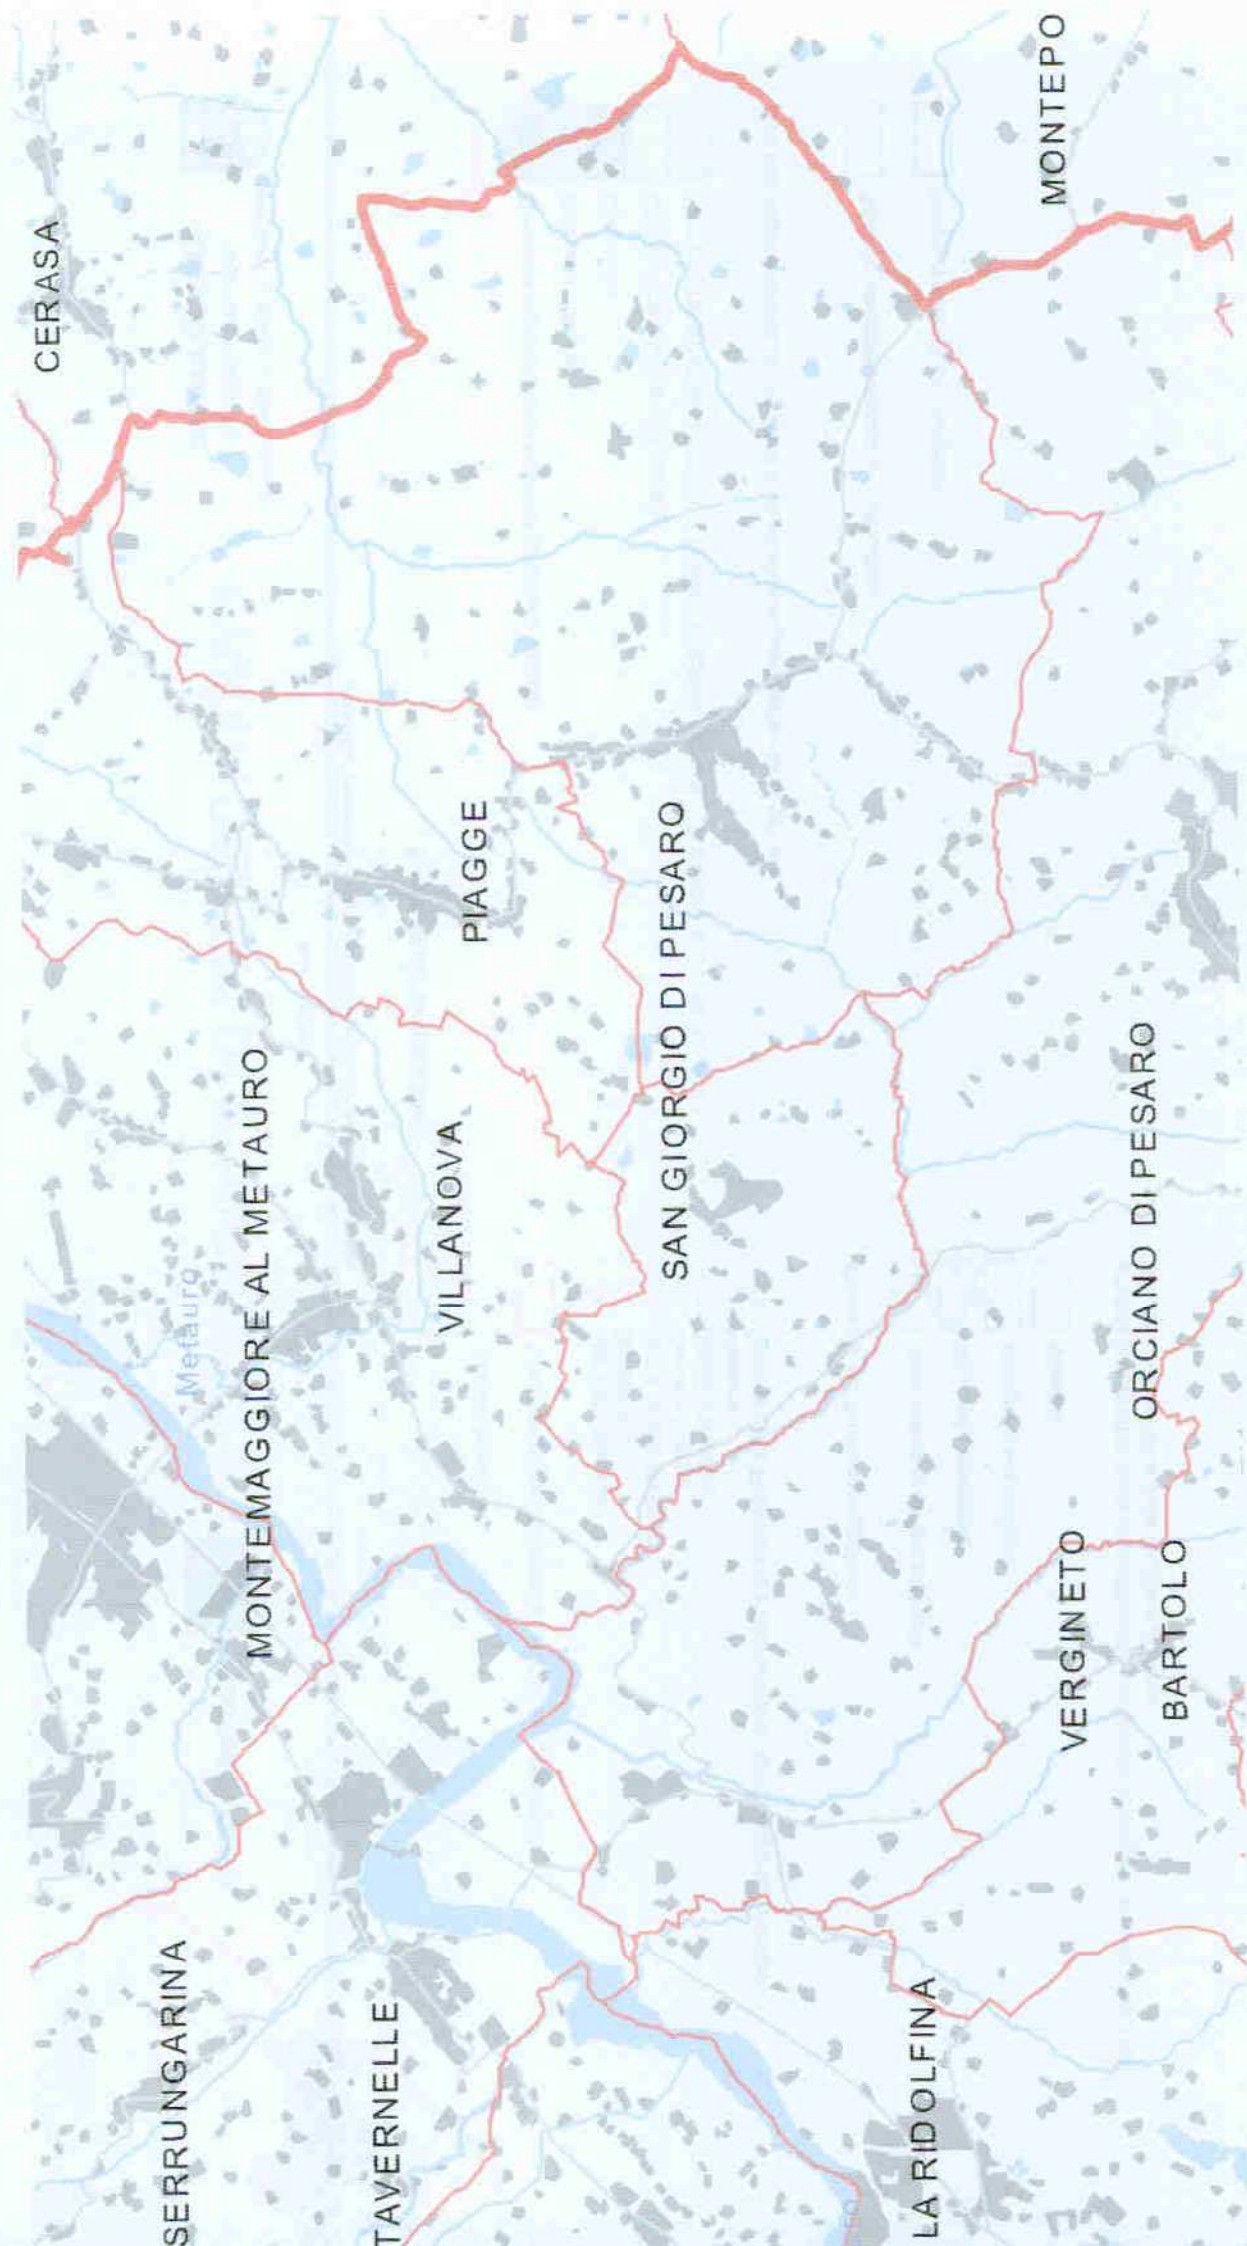 CERASA
MONTEPO
PIAGGE
SAN GIORGIO DI PESARO
MONTEMAGGIORE AL METAURO
VILLANOVA
Metauro
ORCIANO DI PESARO
VERGINETO
BARTOLO
SERRUNGARINA
TAVERNELLE
LA RIDOLFINA